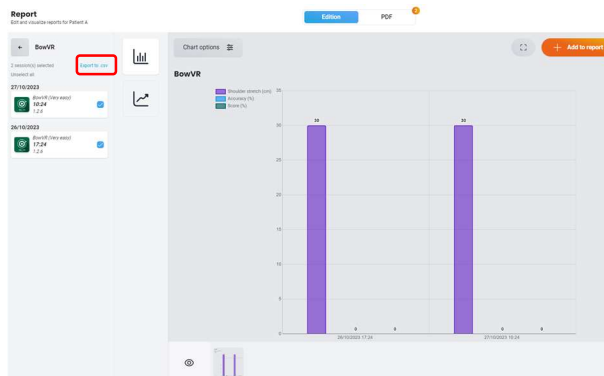 Report
Edit and visualize reports for Patient A
Edition
PDF
2
BowVR
2 session(s) selected
Export to .csv
Unselect all
27/10/2023
BowVR (Very easy)
10:24
1.2.6
26/10/2023
BowVR (Very easy)
17:24
1.2.6
Chart options
Add to report
BowVR
Shoulder stretch (cm)
Accuracy (%)
Score (%)
35
30
25
20
15
10
5
0
30
0
0
30
0
0
26/10/2023 17:24
27/10/2023 10:24